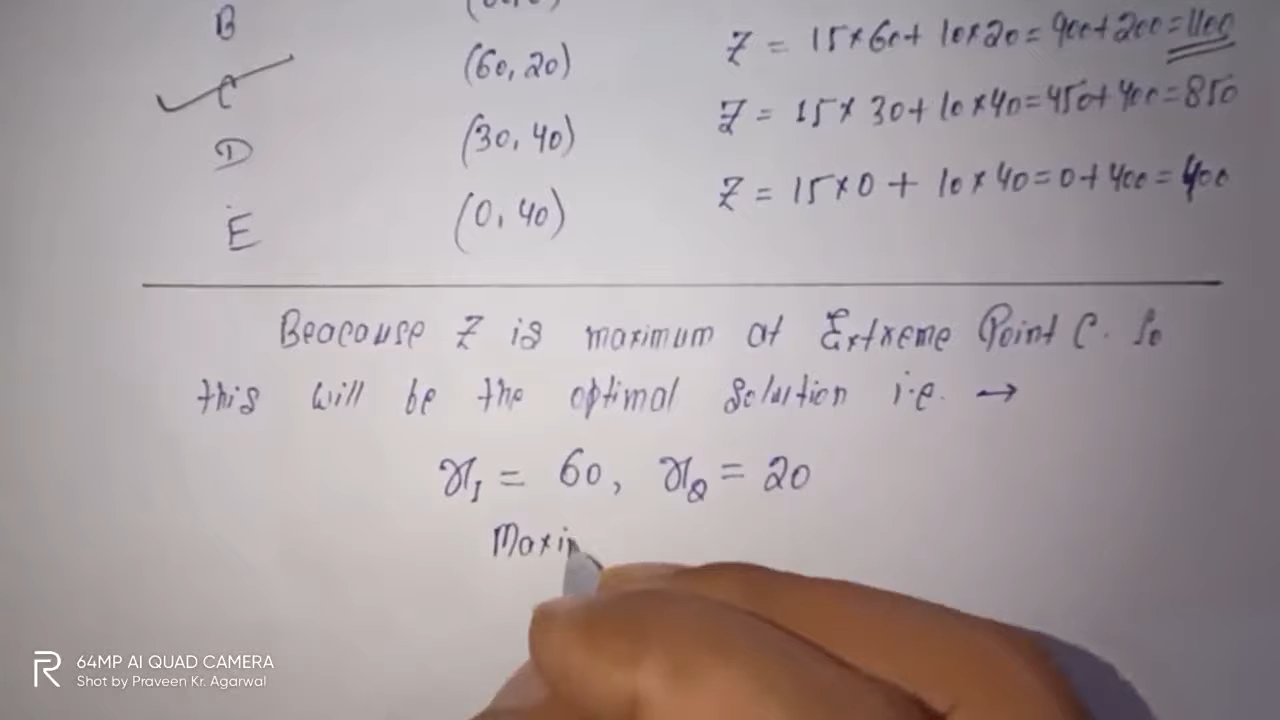 B
C (60, 20) Z = 15×60+ 10×20= 900+200=1100
D (30, 40) Z = 15× 30+ 10×40=450+400=850
E (0, 40) Z = 15×0 + 10×40=0+400=400
Beacouse Z is maximum at Extreme Point C. So
this will be the optimal solution i.e. →
x₁ = 60, x₂ = 20
Maxi
64MP AI QUAD CAMERA
Shot by Praveen Kr. Agarwal